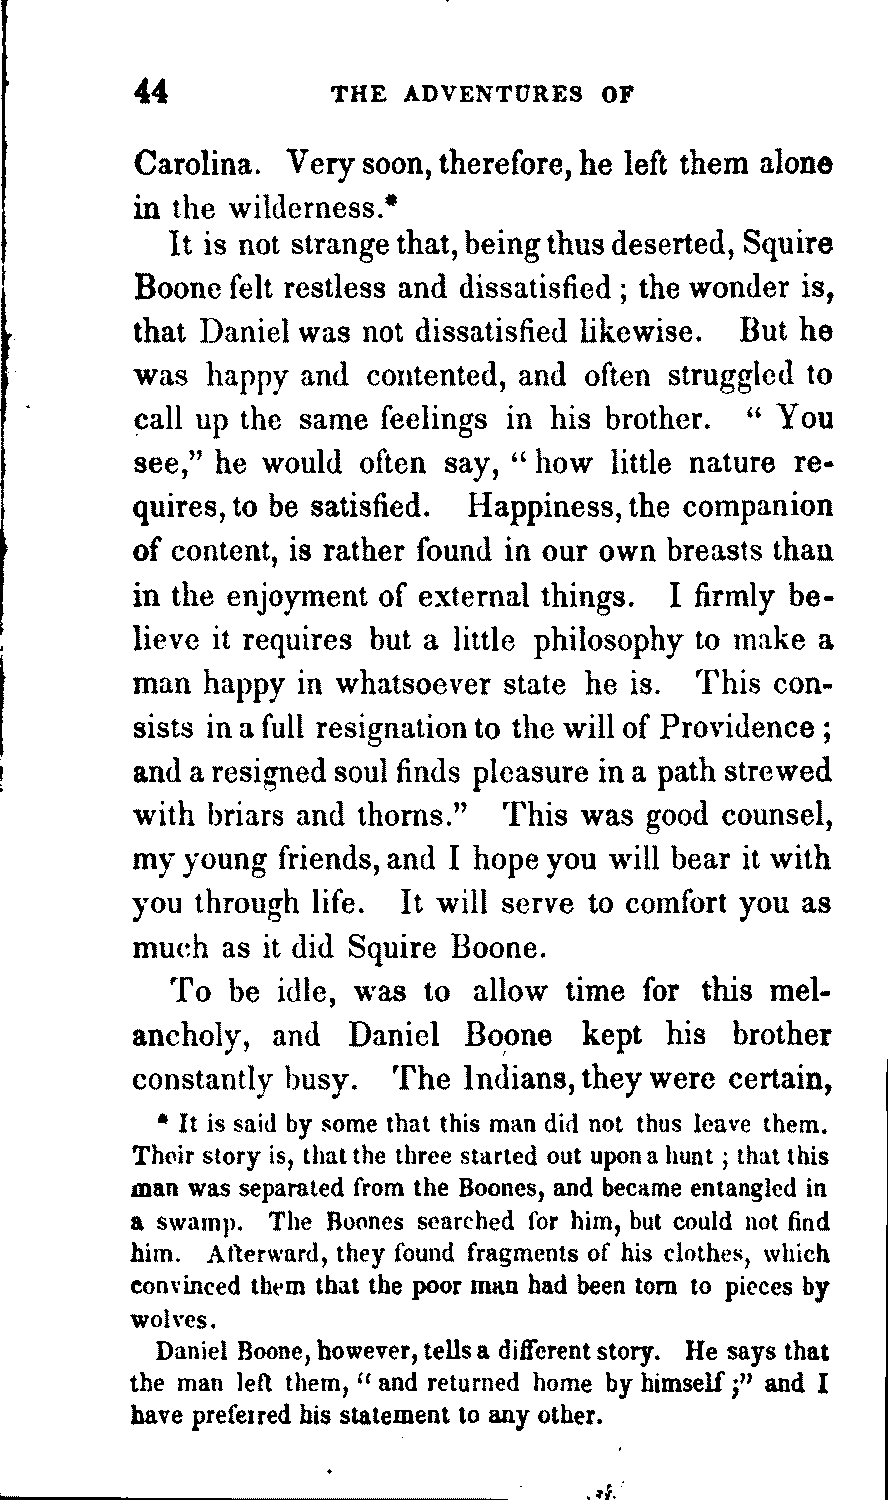 44 THE ADVENTURES OF
Carolina. Very soon, therefore, he left them alone
in the wilderness.*
It is not strange that, being thus deserted, Squire
Boone felt restless and dissatisfied ; the wonder is,
that Daniel was not dissatisfied likewise. But he
was happy and contented, and often struggled to
call up the same feelings in his brother. “ You
see,” he would often say, “ how little nature re-
quires, to be satisfied. Happiness, the companion
of content, is rather found in our own breasts than
in the enjoyment of external things. I firmly be-
lieve it requires but a little philosophy to make a
man happy in whatsoever state he is. This con-
sists in a full resignation to the will of Providence ;
and a resigned soul finds pleasure in a path strewed
with briars and thorns.” This was good counsel,
my young friends, and I hope you will bear it with
you through life. It will serve to comfort you as
much as it did Squire Boone.
To be idle, was to allow time for this mel-
ancholy, and Daniel Boone kept his brother
constantly busy. The Indians, they were certain,
* It is said by some that this man did not thus leave them.
Their story is, that the three started out upon a hunt ; that this
man was separated from the Boones, and became entangled in
a swamp. The Boones searched for him, but could not find
him. Afterward, they found fragments of his clothes, which
convinced them that the poor man had been torn to pieces by
wolves.
Daniel Boone, however, tells a different story. He says that
the man left them, “ and returned home by himself ;” and I
have preferred his statement to any other.